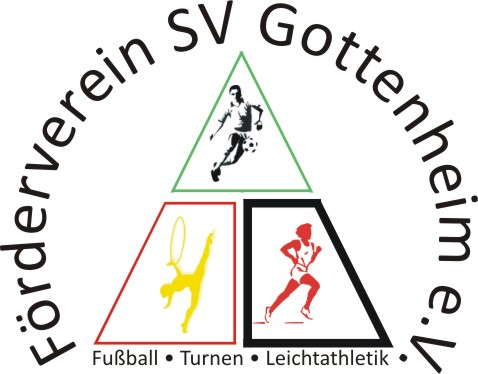 Förderverein SV Gottenheim e.V.
Fußball • Turnen • Leichtathletik •